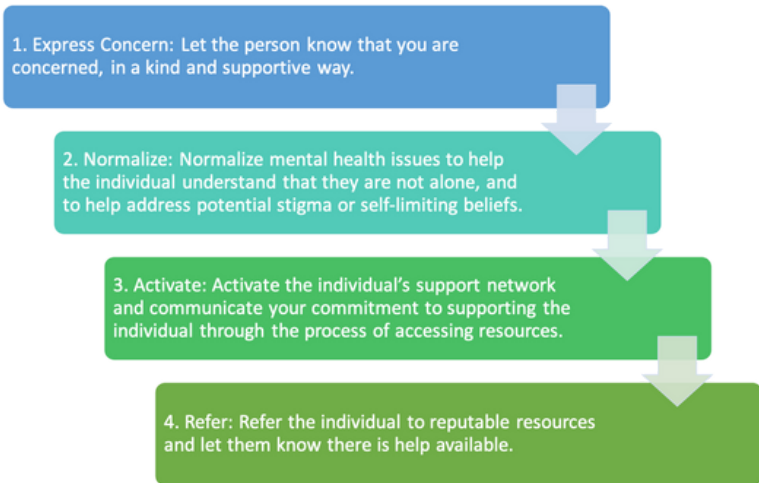 1. Express Concern: Let the person know that you are
concerned, in a kind and supportive way.
2. Normalize: Normalize mental health issues to help
the individual understand that they are not alone, and
to help address potential stigma or self-limiting beliefs.
3. Activate: Activate the individual’s support network
and communicate your commitment to supporting the
individual through the process of accessing resources.
4. Refer: Refer the individual to reputable resources
and let them know there is help available.